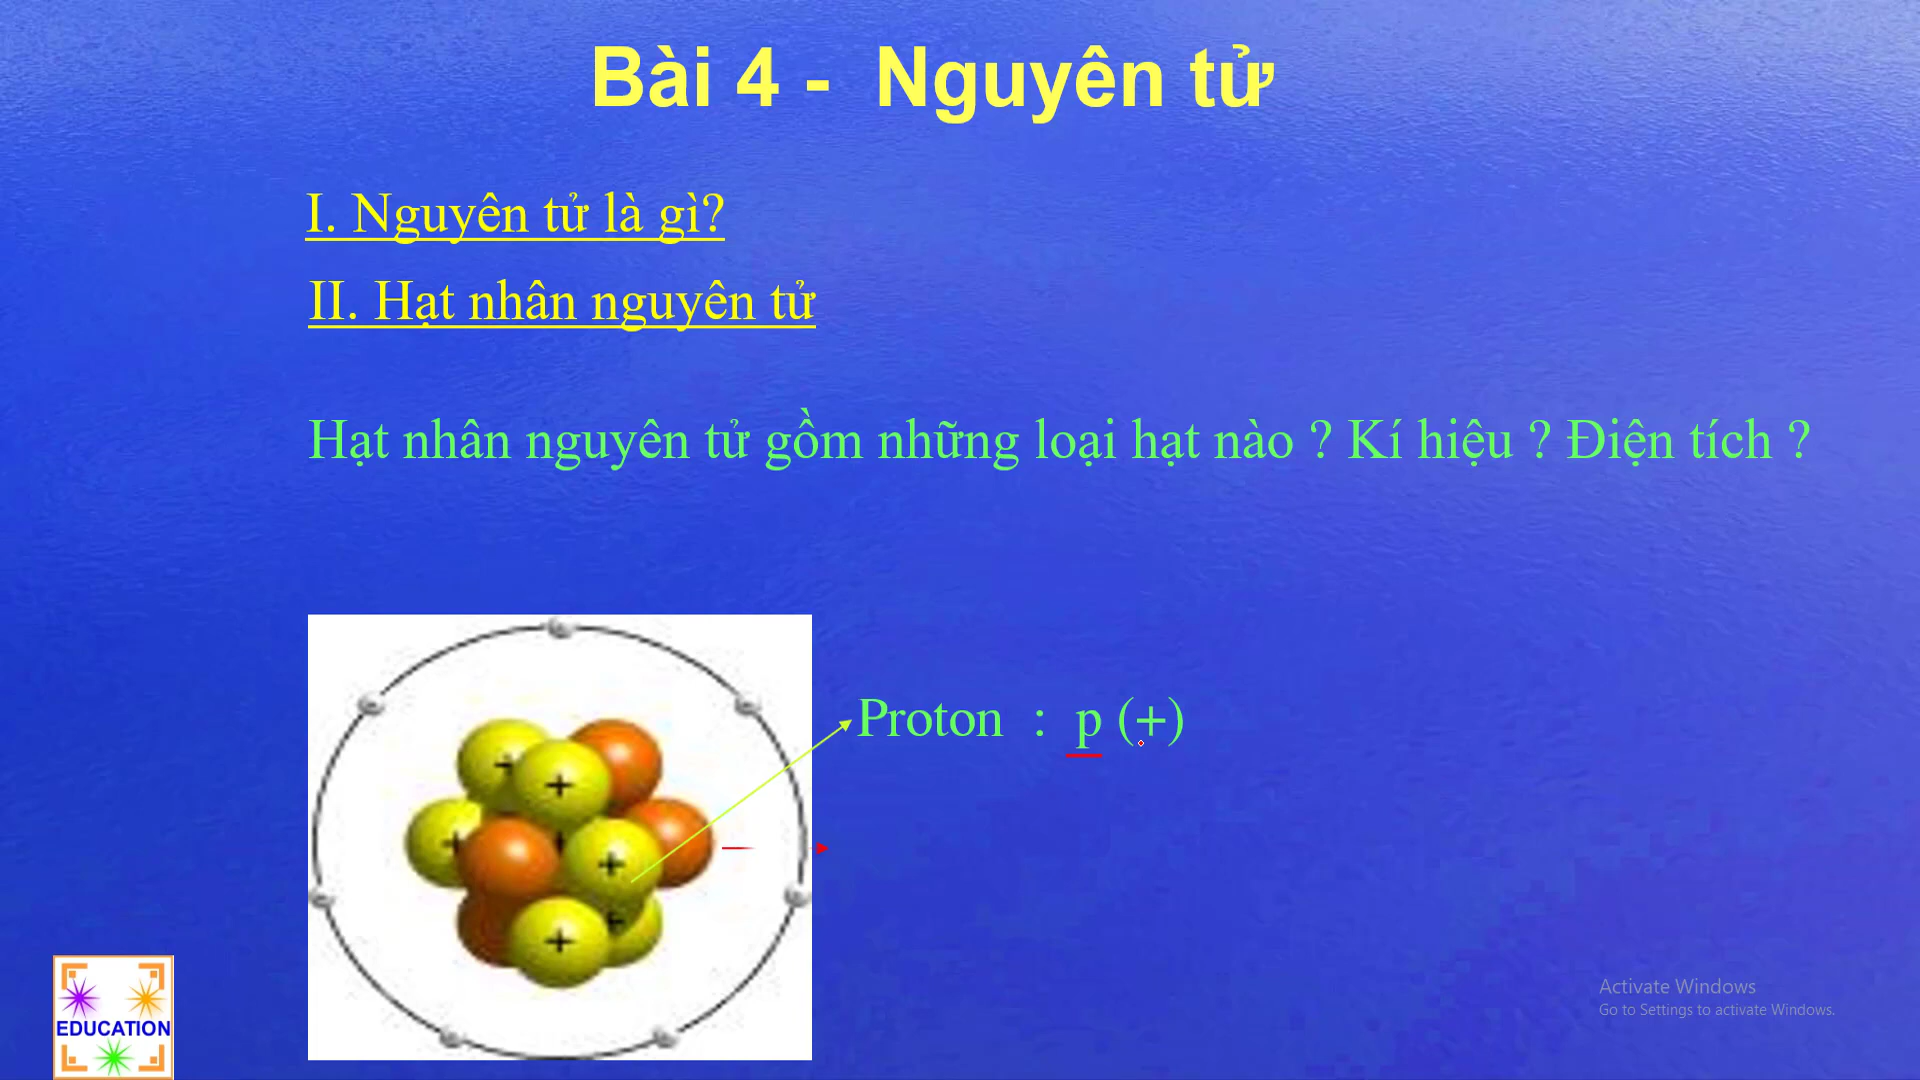 Bài 4 - Nguyên tử
I. Nguyên tử là gì?
II. Hạt nhân nguyên tử
Hạt nhân nguyên tử gồm những loại hạt nào ? Kí hiệu ? Điện tích ?
Proton : p (+)
+
+
+
+
+
+
EDUCATION
Activate Windows
Go to Settings to activate Windows.